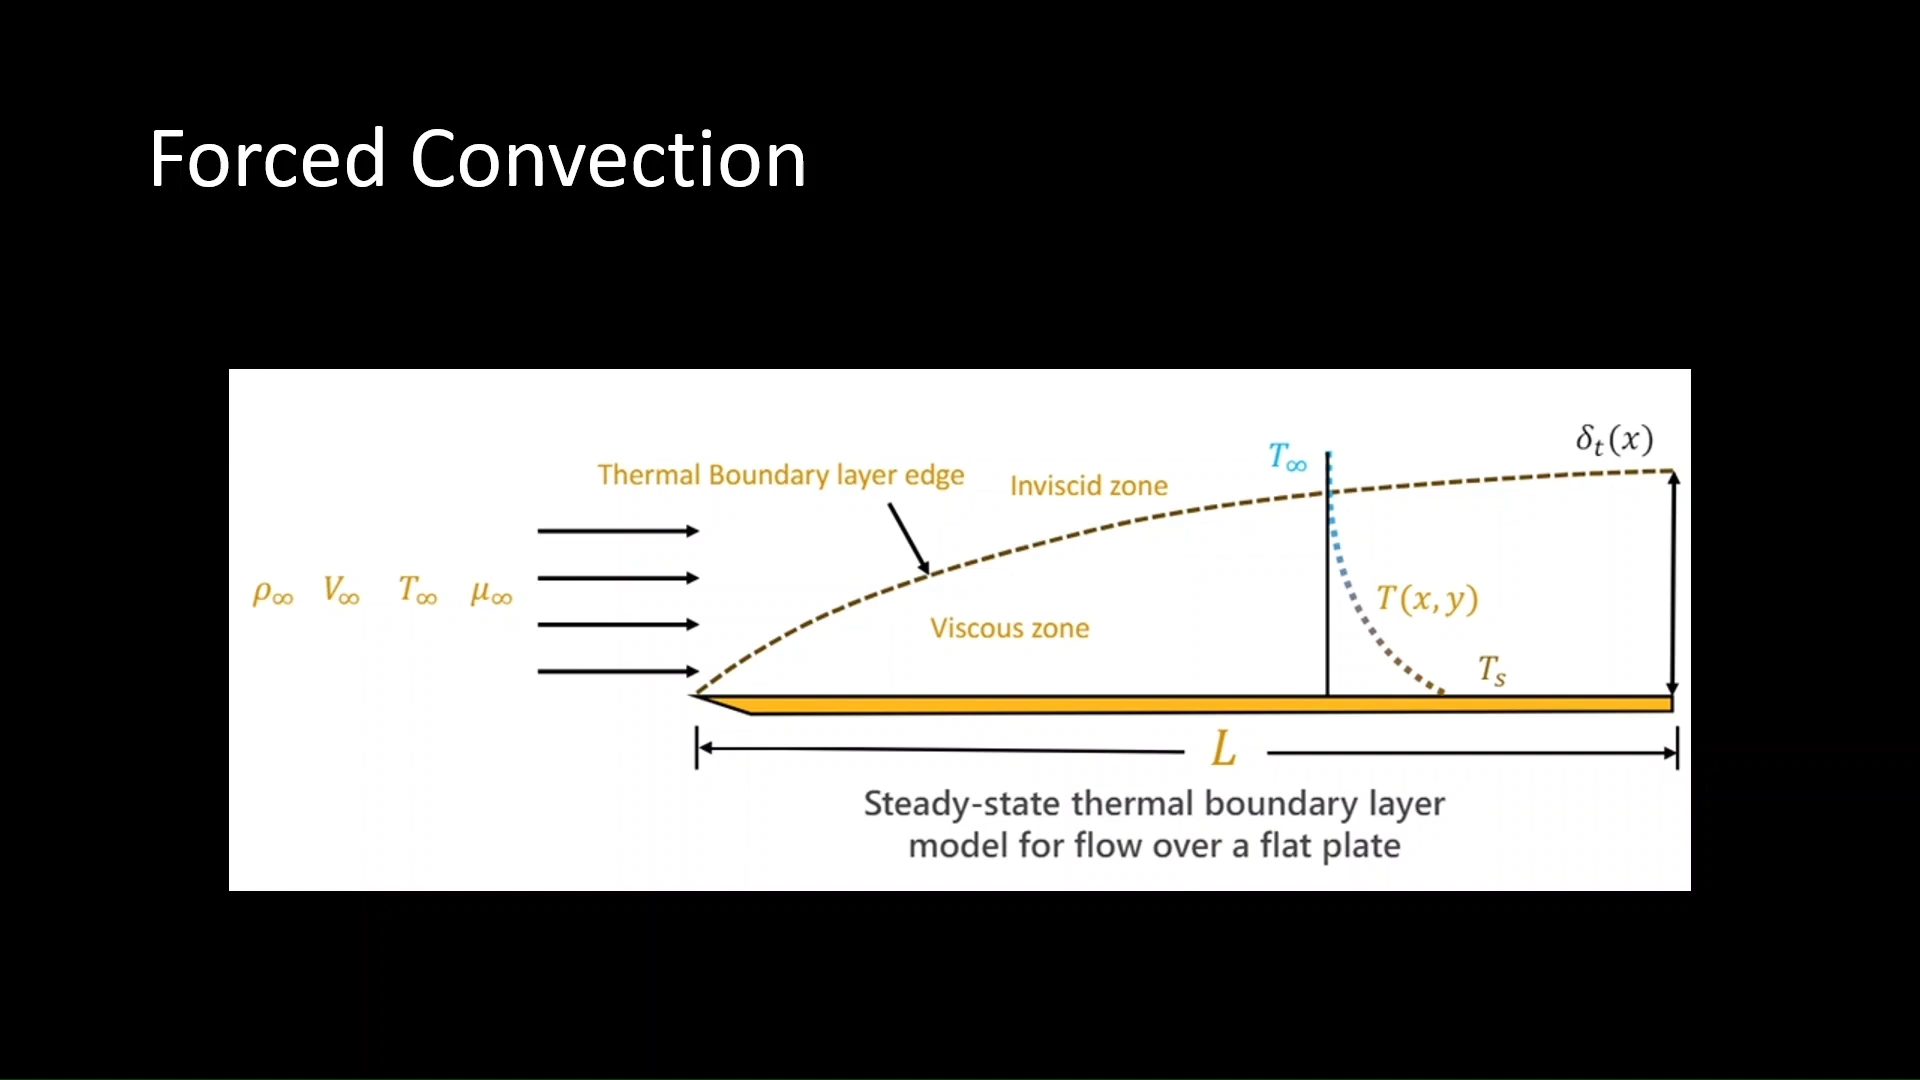 Forced Convection
T∞
δt(x)
Thermal Boundary layer edge
Inviscid zone
ρ∞ V∞ T∞ μ∞
T(x, y)
Viscous zone
Ts
L
Steady-state thermal boundary layer
model for flow over a flat plate